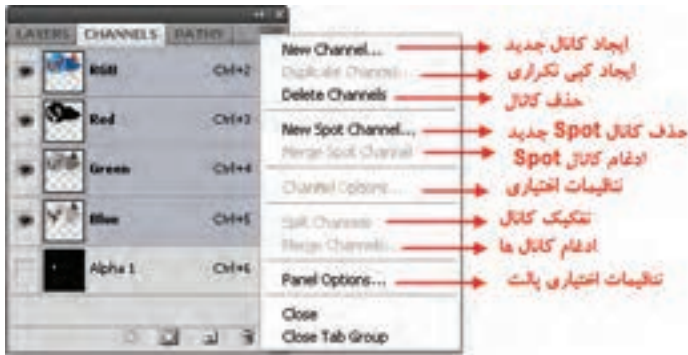 LAYERS CHANNELS PATHS
RGB Ctrl+2
Red Ctrl+3
Green Ctrl+4
Blue Ctrl+5
Alpha 1 Ctrl+6
New Channel...
Duplicate Channel...
Delete Channels
New Spot Channel...
Merge Spot Channel
Channel Options...
Split Channels
Merge Channels...
Panel Options...
Close
Close Tab Group
ایجاد کانال جدید
ایجاد کپی تکراری
حذف کانال
حذف کانال Spot جدید
ادغام کانال Spot
تنظیمات اختیاری
تفکیک کانال
ادغام کانال ها
تنظیمات اختیاری پالت